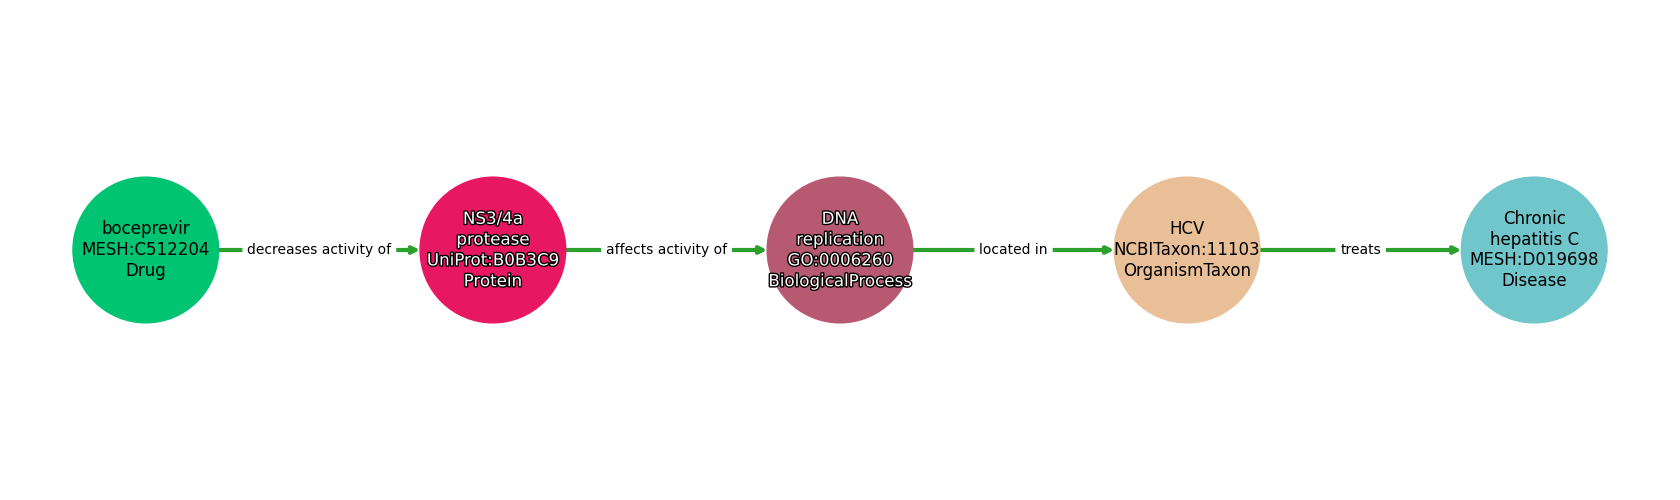 boceprevir
MESH:C512204
Drug
decreases activity of
NS3/4a
protease
UniProt:B0B3C9
Protein
affects activity of
DNA
replication
GO:0006260
BiologicalProcess
located in
HCV
NCBITaxon:11103
OrganismTaxon
treats
Chronic
hepatitis C
MESH:D019698
Disease